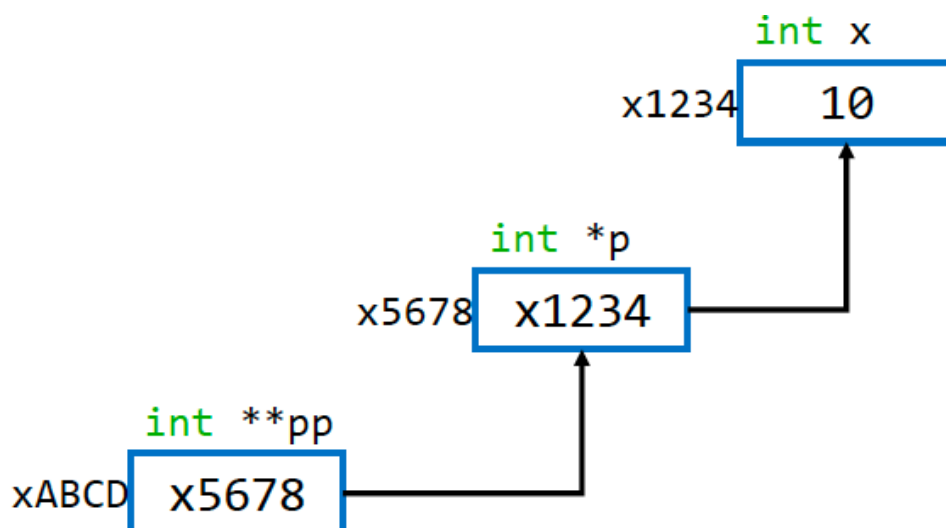 int x
x1234 10
int *p
x5678 x1234
int **pp
xABCD x5678